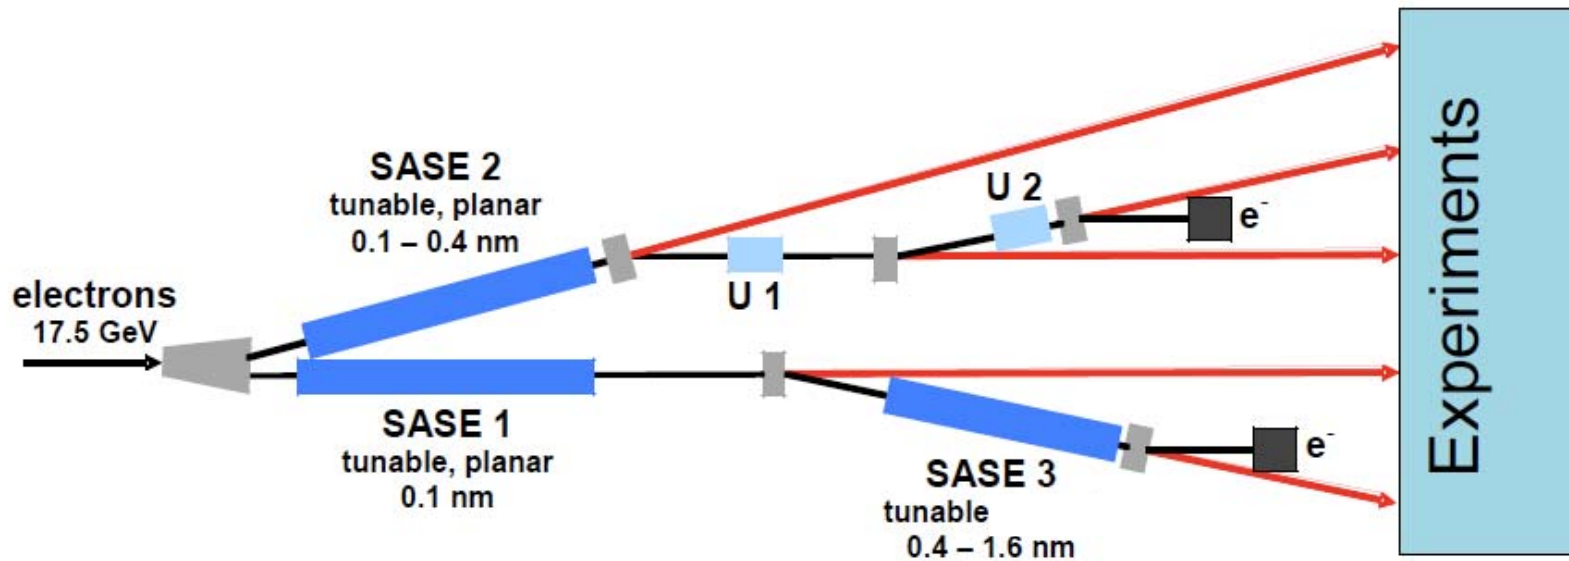 SASE 2
tunable, planar
0.1 – 0.4 nm
U 2
e-
U 1
electrons
17.5 GeV
SASE 1
tunable, planar
0.1 nm
SASE 3
tunable
0.4 – 1.6 nm
e-
Experiments